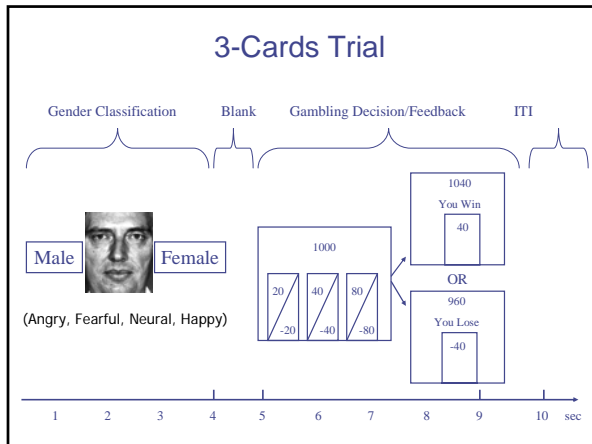 3-Cards Trial
Gender Classification
Blank
Gambling Decision/Feedback
ITI
Male
Female
(Angry, Fearful, Neural, Happy)
1000
20
-20
40
-40
80
-80
1040
You Win
40
OR
960
You Lose
-40
1 2 3 4 5 6 7 8 9 10 sec